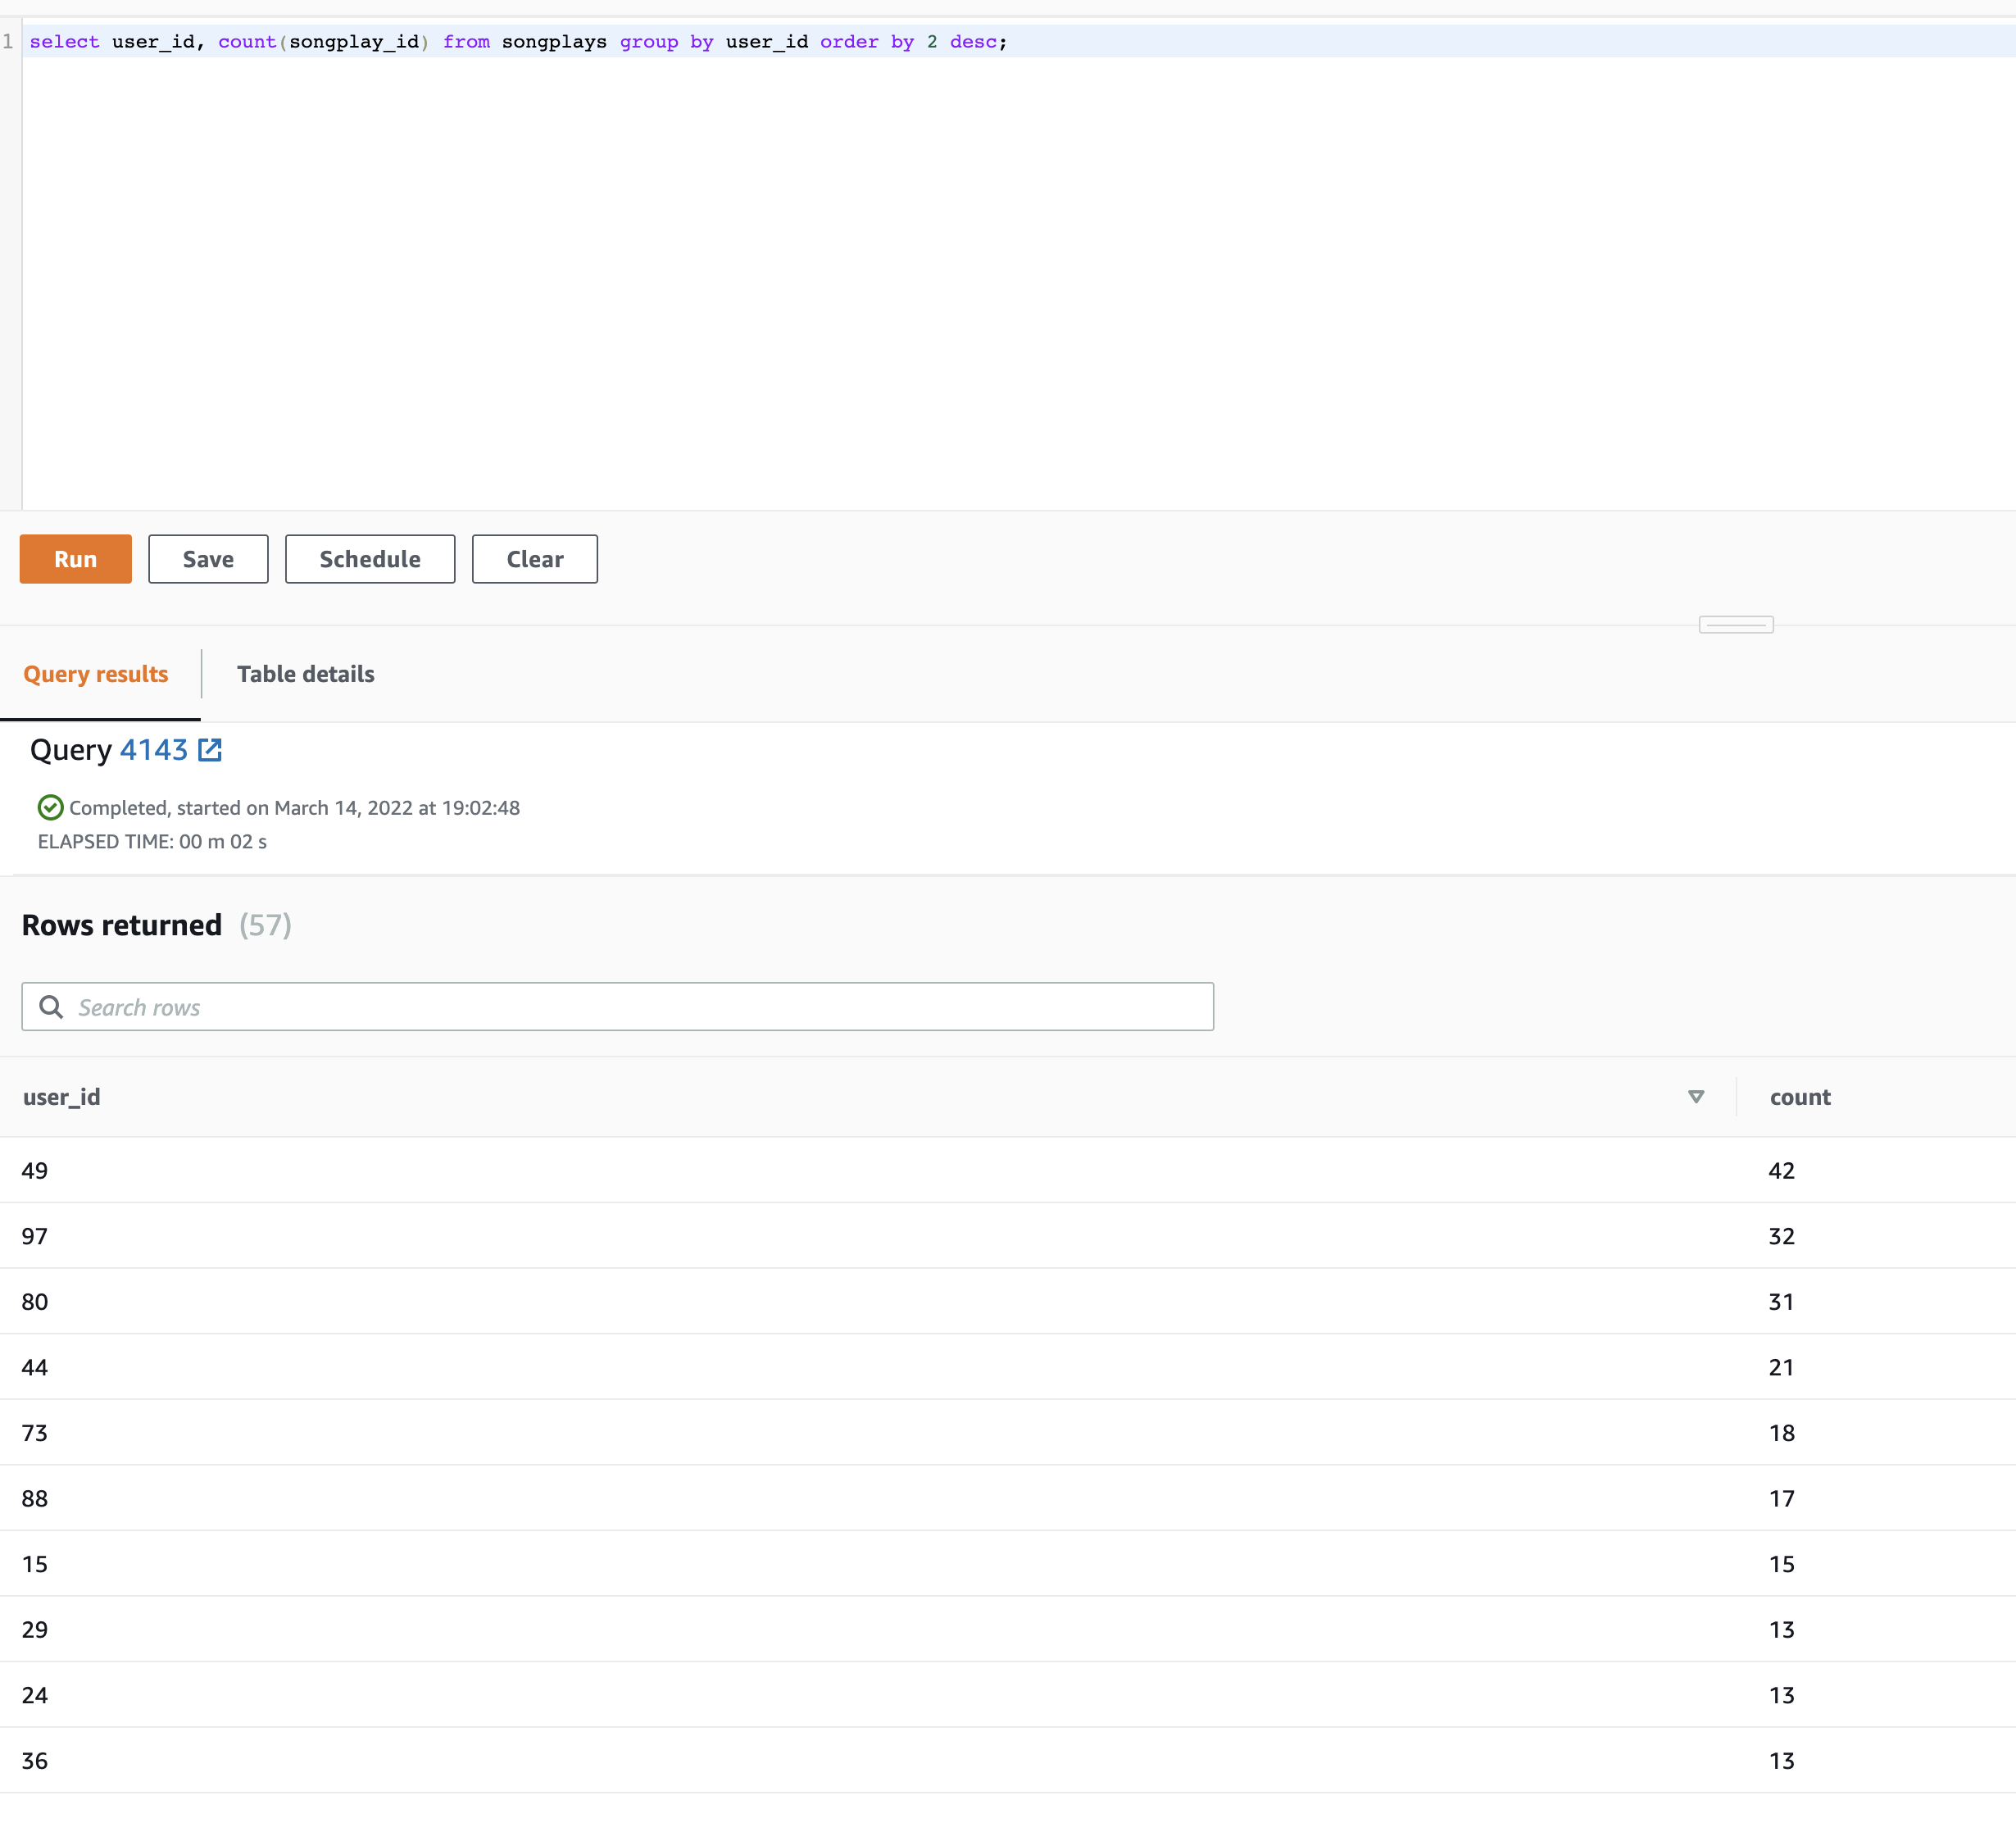 1 select user_id, count(songplay_id) from songplays group by user_id order by 2 desc;
Run Save Schedule Clear
Query results Table details
Query 4143
Completed, started on March 14, 2022 at 19:02:48
ELAPSED TIME: 00 m 02 s
Rows returned (57)
Search rows
user_id count
49 42
97 32
80 31
44 21
73 18
88 17
15 15
29 13
24 13
36 13